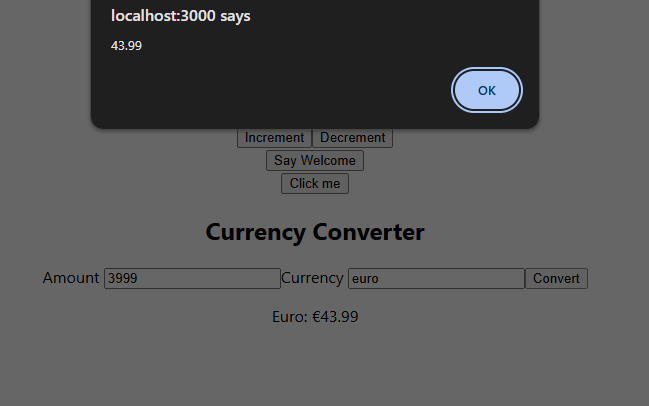 localhost:3000 says
43.99
OK
Increment Decrement
Say Welcome
Click me
Currency Converter
Amount 3999 Currency euro Convert
Euro: €43.99